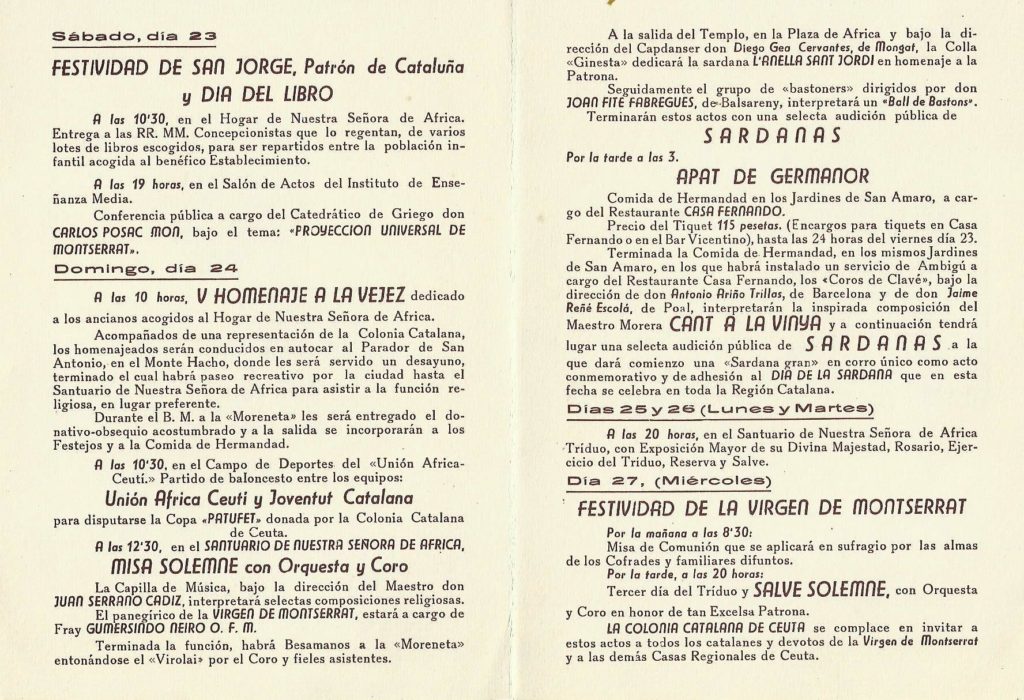 Sábado, día 23
FESTIVIDAD DE SAN JORGE, Patrón de Cataluña
y DIA DEL LIBRO
A las 10'30, en el Hogar de Nuestra Señora de Africa.
Entrega a las RR. MM. Concepcionistas que lo regentan, de varios
lotes de libros escogidos, para ser repartidos entre la población in-
fantil acogida al benéfico Establecimiento.
A las 19 horas, en el Salón de Actos del Instituto de Ense-
ñanza Media.
Conferencia pública a cargo del Catedrático de Griego don
CARLOS POSAC MON, bajo el tema: «PROYECCION UNIVERSAL DE
MONTSERRAT».
Domingo, día 24
A las 10 horas, V HOMENAJE A LA VEJEZ dedicado
a los ancianos acogidos al Hogar de Nuestra Señora de Africa.
Acompañados de una representación de la Colonia Catalana,
los homenajeados serán conducidos en autocar al Parador de San
Antonio, en el Monte Hacho, donde les será servido un desayuno,
terminado el cual habrá paseo recreativo por la ciudad hasta el
Santuario de Nuestra Señora de Africa para asistir a la función re-
ligiosa, en lugar preferente.
Durante el B. M. a la «Moreneta» les será entregado el do-
nativo-obsequio acostumbrado y a la salida se incorporarán a los
Festejos y a la Comida de Hermandad.
A las 10'30, en el Campo de Deportes del «Unión Africa-
Ceutí.» Partido de baloncesto entre los equipos:
Unión Africa Ceuti y Joventut Catalana
para disputarse la Copa «PATUFET» donada por la Colonia Catalana
de Ceuta.
A las 12'30, en el SANTUARIO DE NUESTRA SEÑORA DE AFRICA,
MISA SOLEMNE con Orquesta y Coro
La Capilla de Música, bajo la dirección del Maestro don
JUAN SERRANO CADIZ, interpretará selectas composiciones religiosas.
El panegírico de la VIRGEN DE MONTSERRAT, estará a cargo de
Fray GUMERSINDO NEIRO O. F. M.
Terminada la función, habrá Besamanos a la «Moreneta»
entonándose el «Virolai» por el Coro y fieles asistentes.
A la salida del Templo, en la Plaza de Africa y bajo la di-
rección del Capdanser don Diego Gea Cervantes, de Mongat, la Colla
«Ginesta» dedicará la sardana L'ANELLA SANT JORDI en homenaje a la
Patrona.
Seguidamente el grupo de «bastoners» dirigidos por don
JOAN FITE FABREGUES, de Balsareny, interpretará un «Ball de Bastons».
Terminarán estos actos con una selecta audición pública de
SARDANAS
Por la tarde a las 3.
APAT DE GERMANOR
Comida de Hermandad en los Jardines de San Amaro, a car-
go del Restaurante CASA FERNANDO.
Precio del Tiquet 115 pesetas. (Encargos para tiquets en Casa
Fernando o en el Bar Vicentino), hasta las 24 horas del viernes día 23.
Terminada la Comida de Hermandad, en los mismos Jardines
de San Amaro, en los que habrá instalado un servicio de Ambigú a
cargo del Restaurante Casa Fernando, los «Coros de Clavé», bajo la
dirección de don Antonio Ariño Trillas, de Barcelona y de don Jaime
Reñé Escolá, de Poal, interpretarán la inspirada composición del
Maestro Morera CANT A LA VINYA y a continuación tendrá
lugar una selecta audición pública de SARDANAS a la
que dará comienzo una «Sardana gran» en corro único como acto
conmemorativo y de adhesión al DIA DE LA SARDANA que en esta
fecha se celebra en toda la Región Catalana.
Días 25 y 26 (Lunes y Martes)
A las 20 horas, en el Santuario de Nuestra Señora de Africa
Tríduo, con Exposición Mayor de su Divina Majestad, Rosario, Ejer-
cicio del Tríduo, Reserva y Salve.
Día 27, (Miércoles)
FESTIVIDAD DE LA VIRGEN DE MONTSERRAT
Por la mañana a las 8'30:
Misa de Comunión que se aplicará en sufragio por las almas
de los Cofrades y familiares difuntos.
Por la tarde, a las 20 horas:
Tercer día del Tríduo y SALVE SOLEMNE, con Orquesta
y Coro en honor de tan Excelsa Patrona.
LA COLONIA CATALANA DE CEUTA se complace en invitar a
estos actos a todos los catalanes y devotos de la Virgen de Montserrat
y a las demás Casas Regionales de Ceuta.